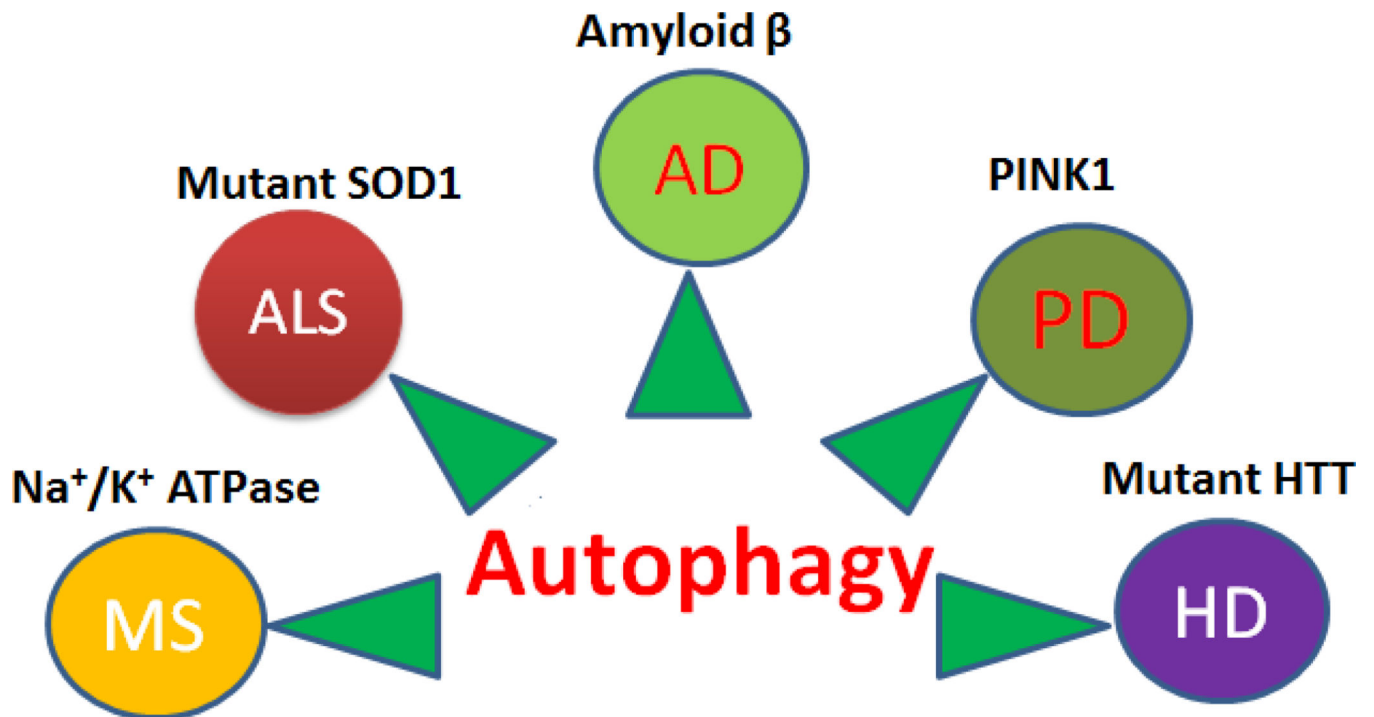 Amyloid β
AD
Mutant SOD1
ALS
PINK1
PD
Na⁺/K⁺ ATPase
MS
Mutant HTT
HD
Autophagy